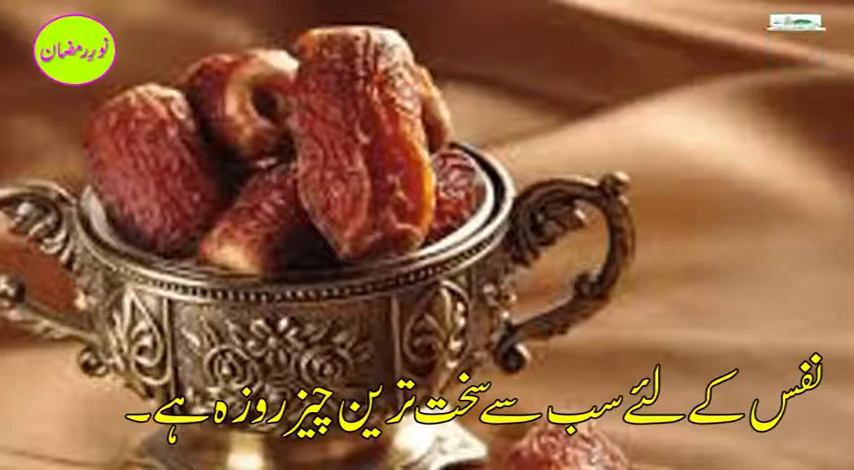 نورِ رمضان
نفس کے لئے سب سے سخت ترین چیز روزہ ہے۔